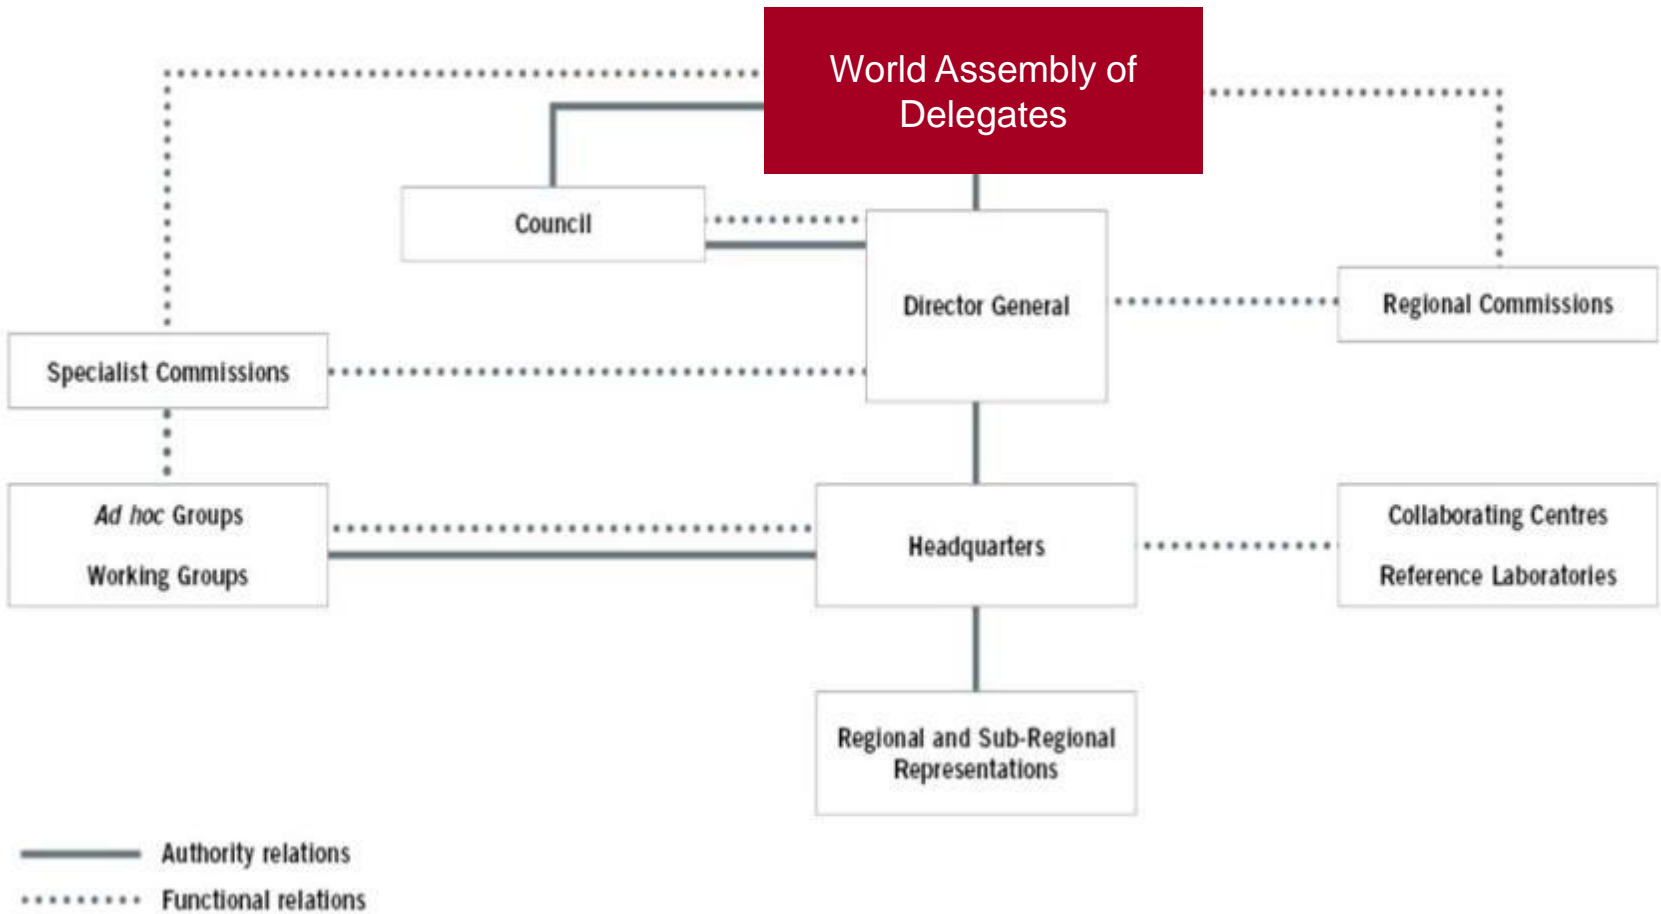 World Assembly of
Delegates
Council
Director General
Regional Commissions
Specialist Commissions
Ad hoc Groups
Working Groups
Headquarters
Collaborating Centres
Reference Laboratories
Regional and Sub-Regional
Representations
Authority relations
Functional relations